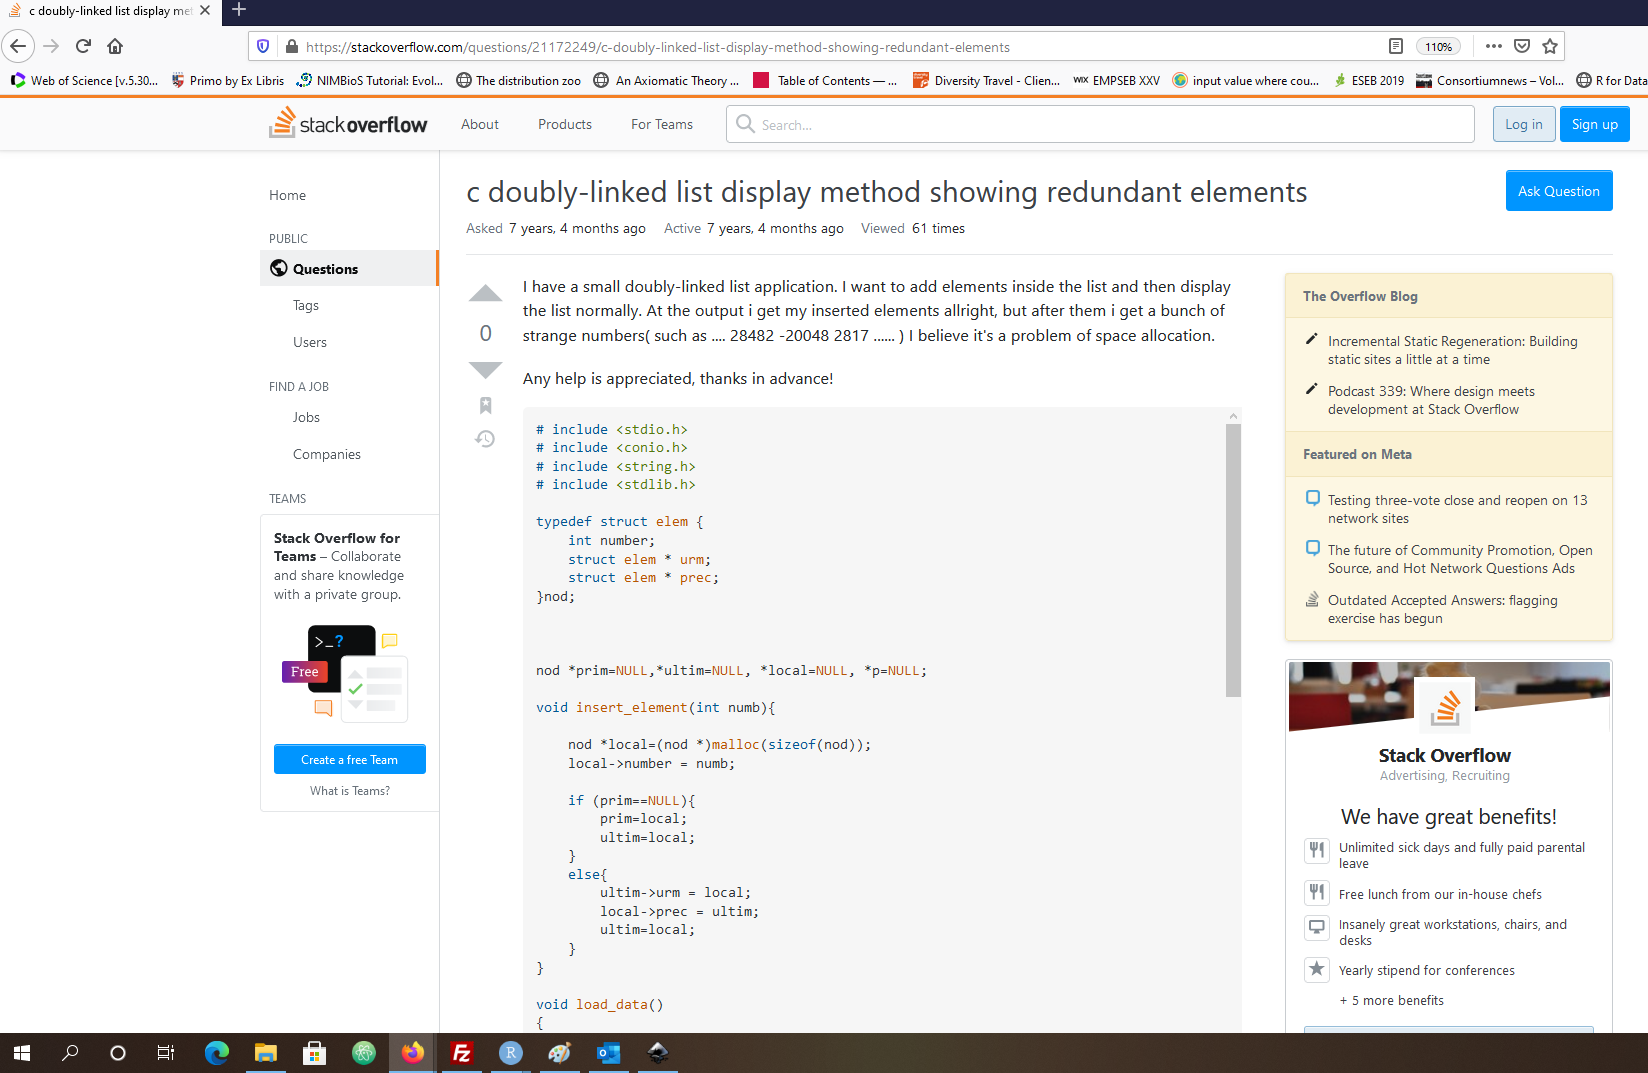 c doubly-linked list display met
https://stackoverflow.com/questions/21172249/c-doubly-linked-list-display-method-showing-redundant-elements
110%
Web of Science [v.5.30...
Primo by Ex Libris
NIMBioS Tutorial: Evol...
The distribution zoo
An Axiomatic Theory ...
Table of Contents — ...
Diversity Travel - Clien...
WIX EMPSEB XXV
input value where cou...
ESEB 2019
Consortiumnews – Vol...
R for Data
stackoverflow
About
Products
For Teams
Search...
Log in
Sign up
Home
PUBLIC
Questions
Tags
Users
FIND A JOB
Jobs
Companies
TEAMS
Stack Overflow for
Teams – Collaborate
and share knowledge
with a private group.
>_?
Free
Create a free Team
What is Teams?
c doubly-linked list display method showing redundant elements
Ask Question
Asked 7 years, 4 months ago Active 7 years, 4 months ago Viewed 61 times
0
I have a small doubly-linked list application. I want to add elements inside the list and then display
the list normally. At the output i get my inserted elements allright, but after them i get a bunch of
strange numbers( such as .... 28482 -20048 2817 ...... ) I believe it's a problem of space allocation.
Any help is appreciated, thanks in advance!
# include <stdio.h>
# include <conio.h>
# include <string.h>
# include <stdlib.h>
typedef struct elem {
int number;
struct elem * urm;
struct elem * prec;
}nod;
nod *prim=NULL,*ultim=NULL, *local=NULL, *p=NULL;
void insert_element(int numb){
nod *local=(nod *)malloc(sizeof(nod));
local->number = numb;
if (prim==NULL){
prim=local;
ultim=local;
}
else{
ultim->urm = local;
local->prec = ultim;
ultim=local;
}
}
void load_data()
{
The Overflow Blog
Incremental Static Regeneration: Building
static sites a little at a time
Podcast 339: Where design meets
development at Stack Overflow
Featured on Meta
Testing three-vote close and reopen on 13
network sites
The future of Community Promotion, Open
Source, and Hot Network Questions Ads
Outdated Accepted Answers: flagging
exercise has begun
Stack Overflow
Advertising, Recruiting
We have great benefits!
Unlimited sick days and fully paid parental
leave
Free lunch from our in-house chefs
Insanely great workstations, chairs, and
desks
Yearly stipend for conferences
+ 5 more benefits
Fz
R